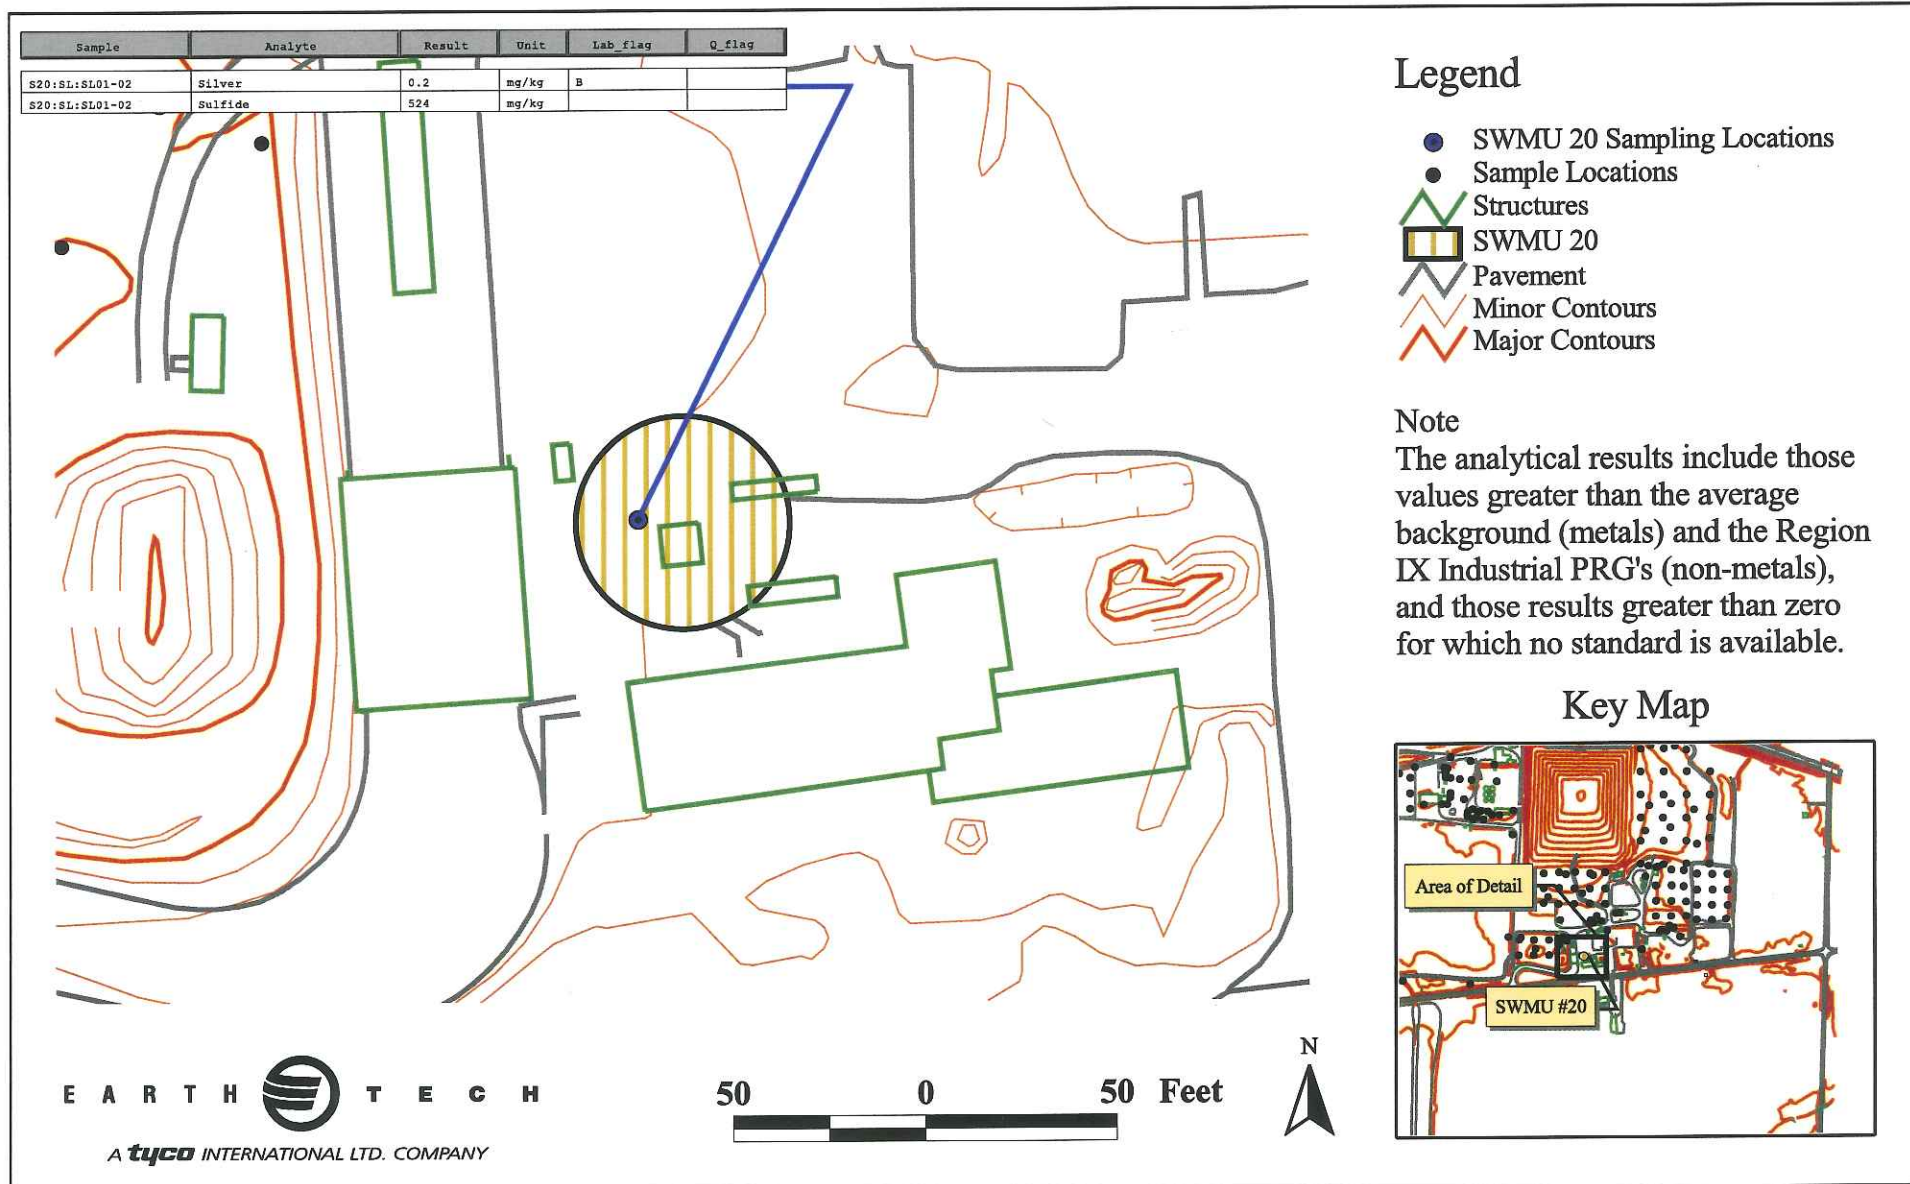 Sample Analyte Result Unit Lab_flag Q_flag
S20:SL:SL01-02 Silver 0.2 mg/kg B
S20:SL:SL01-02 Sulfide 524 mg/kg
Legend
SWMU 20 Sampling Locations
Sample Locations
Structures
SWMU 20
Pavement
Minor Contours
Major Contours
Note
The analytical results include those
values greater than the average
background (metals) and the Region
IX Industrial PRG's (non-metals),
and those results greater than zero
for which no standard is available.
Key Map
Area of Detail
SWMU #20
EARTH TECH
A tyco INTERNATIONAL LTD. COMPANY
50 0 50 Feet
N